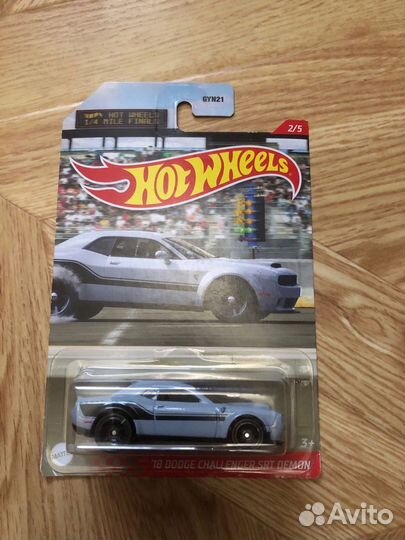 HOT WHEELS
1/4 MILE FINALS
GYN21
2/5
Hot Wheels
3+
'18 DODGE CHALLENGER SRT DEMON
Avito